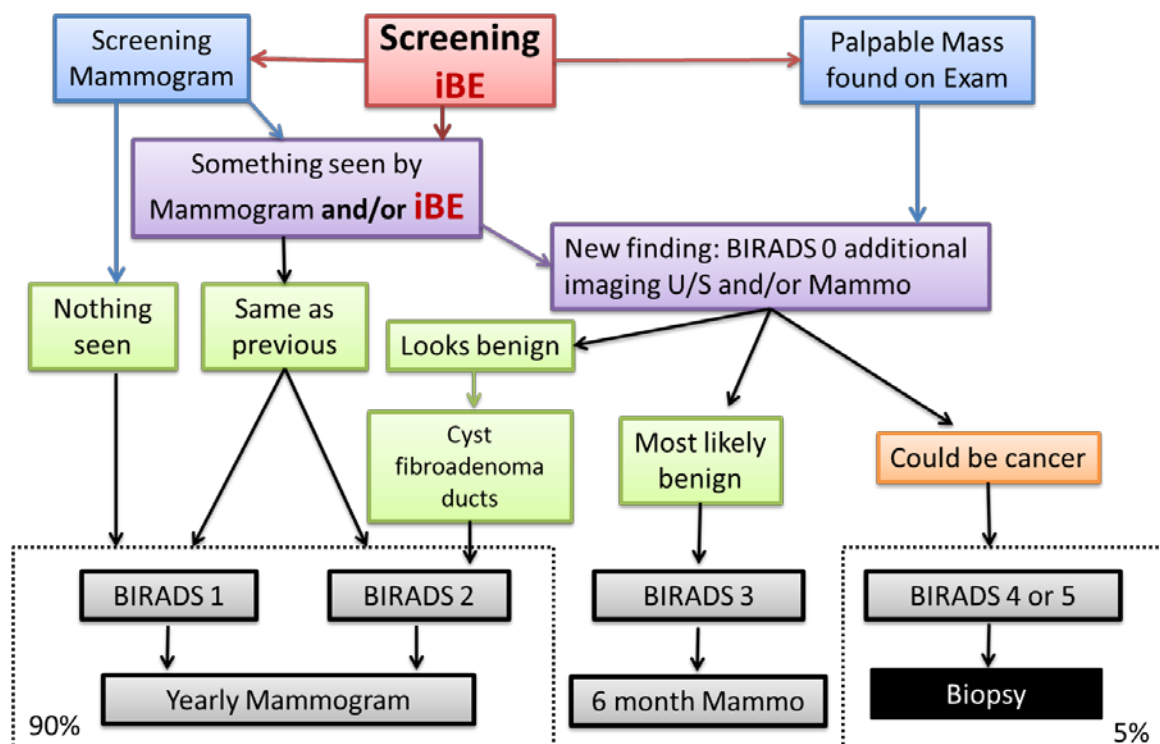 Screening
Mammogram
Screening
iBE
Palpable Mass
found on Exam
Something seen by
Mammogram and/or iBE
New finding: BIRADS 0 additional
imaging U/S and/or Mammo
Nothing
seen
Same as
previous
Looks benign
Cyst
fibroadenoma
ducts
Most likely
benign
Could be cancer
BIRADS 1
BIRADS 2
BIRADS 3
BIRADS 4 or 5
Yearly Mammogram
6 month Mammo
Biopsy
90%
5%